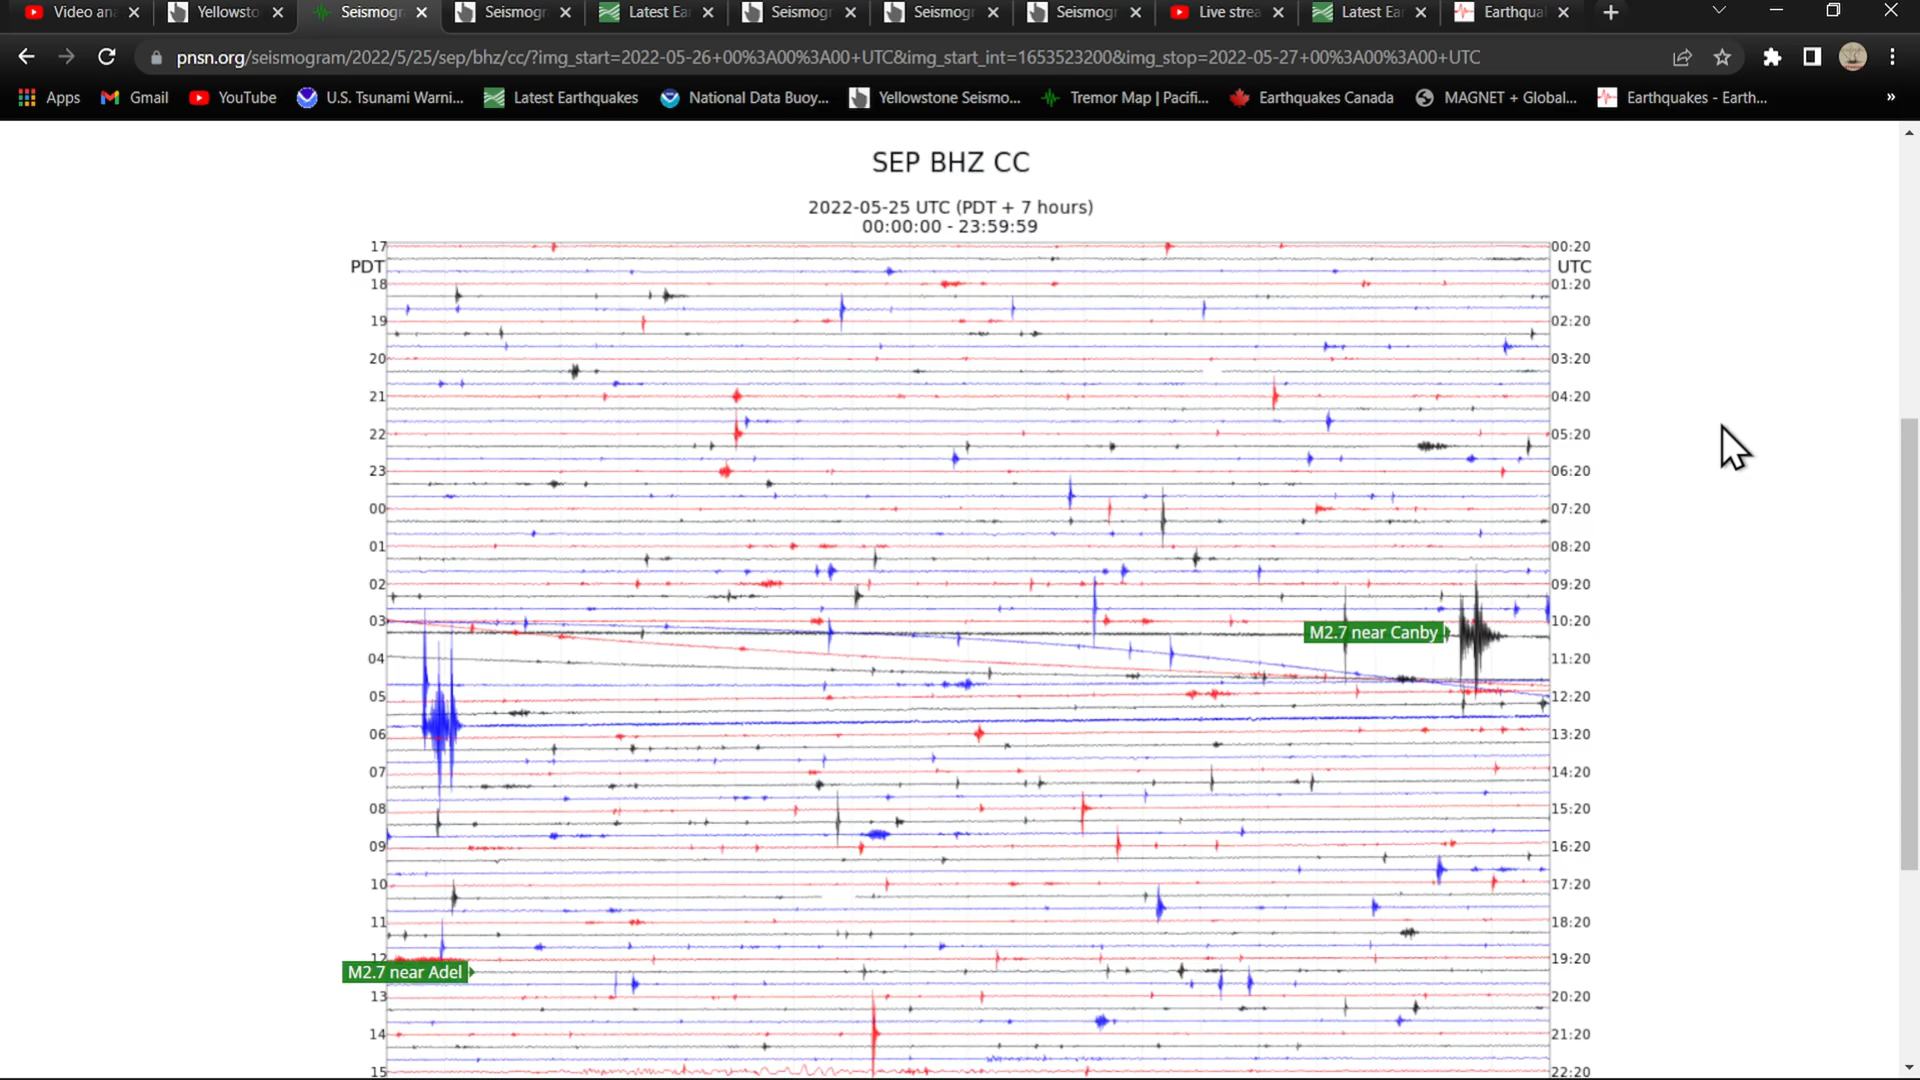 Video an
Yellowsto
Seismogr
Seismogr
Latest Ea
Seismogr
Seismogr
Seismogr
Live strea
Latest Ear
Earthqua
pnsn.org/seismogram/2022/5/25/sep/bhz/cc/?img_start=2022-05-26+00%3A00%3A00+UTC&img_start_int=1653523200&img_stop=2022-05-27+00%3A00%3A00+UTC
Apps
Gmail
YouTube
U.S. Tsunami Warni...
Latest Earthquakes
National Data Buoy...
Yellowstone Seismo...
Tremor Map | Pacifi...
Earthquakes Canada
MAGNET + Global...
Earthquakes - Earth...
»
SEP BHZ CC
2022-05-25 UTC (PDT + 7 hours)
00:00:00 - 23:59:59
17 00:20
PDT UTC
18 01:20
19 02:20
20 03:20
21 04:20
22 05:20
23 06:20
00 07:20
01 08:20
02 09:20
03 10:20
M2.7 near Canby
04 11:20
05 12:20
06 13:20
07 14:20
08 15:20
09 16:20
10 17:20
11 18:20
12 19:20
M2.7 near Adel
13 20:20
14 21:20
15 22:20